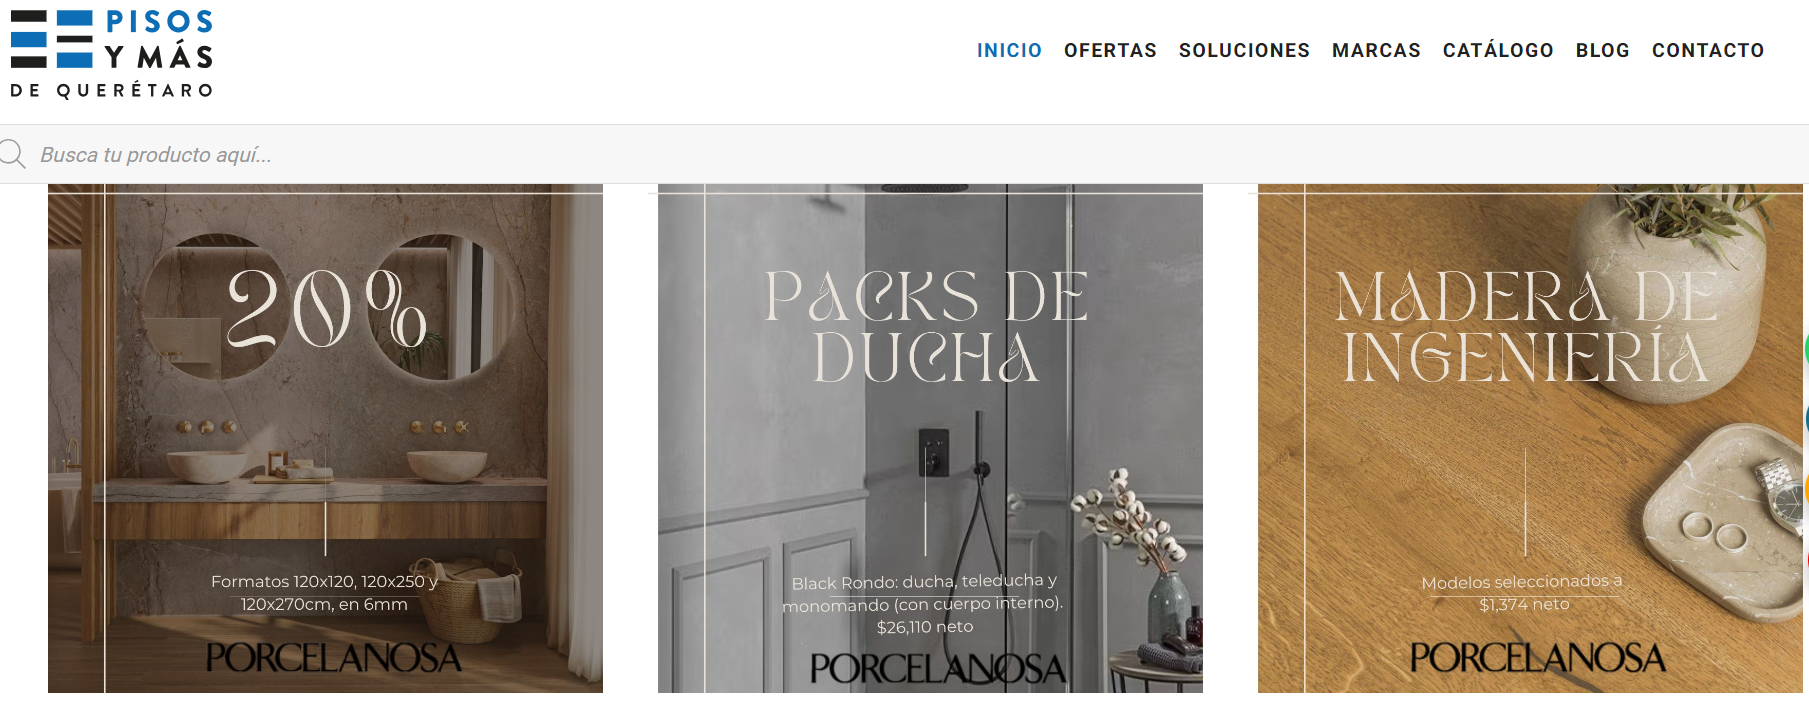 PISOS
Y MÁS
DE QUERÉTARO
INICIO OFERTAS SOLUCIONES MARCAS CATÁLOGO BLOG CONTACTO
Busca tu producto aquí...
20%
Formatos 120x120, 120x250 y
120x270cm, en 6mm
PORCELANOSA
PACKS DE
DUCHA
Black Rondo: ducha, teleducha y
monomando (con cuerpo interno).
$26,110 neto
PORCELANOSA
MADERA DE
INGENIERÍA
Modelos seleccionados a
$1,374 neto
PORCELANOSA